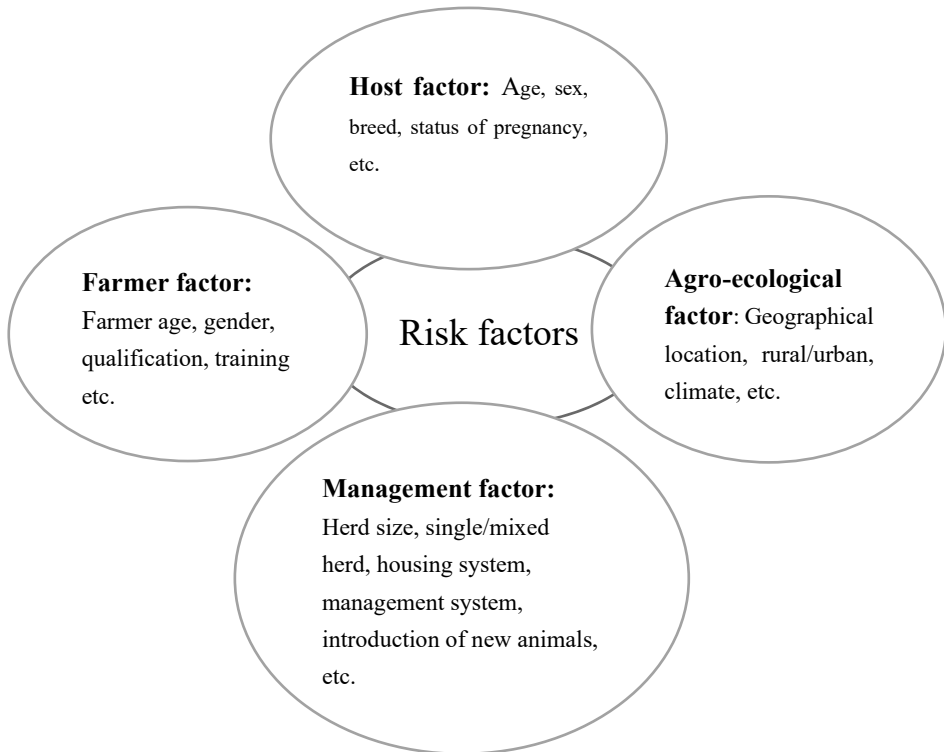 Host factor: Age, sex,
breed, status of pregnancy,
etc.
Farmer factor:
Farmer age, gender,
qualification, training
etc.
Risk factors
Agro-ecological
factor: Geographical
location, rural/urban,
climate, etc.
Management factor:
Herd size, single/mixed
herd, housing system,
management system,
introduction of new animals,
etc.